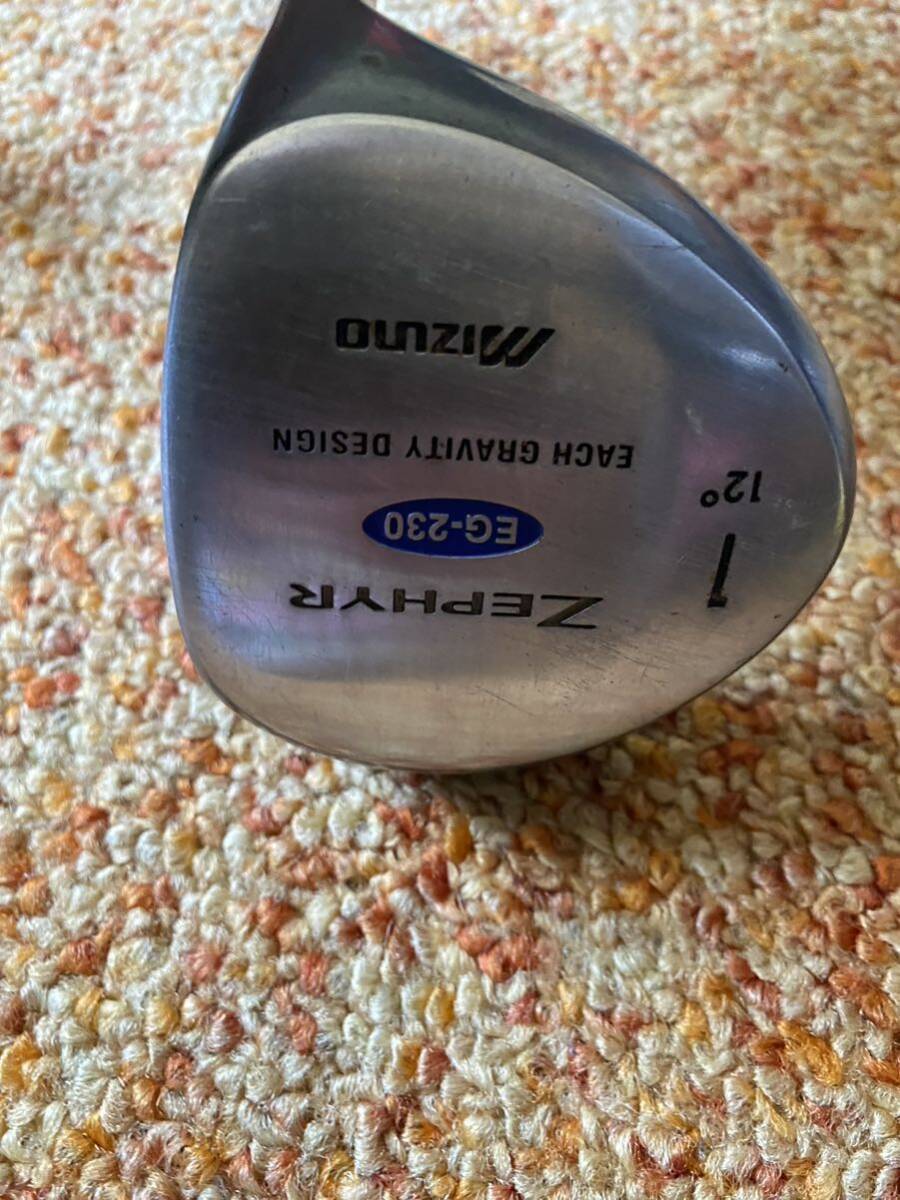 ZEPHYR
EG-230
EACH GRAVITY DESIGN
MIZUNO
1
12°